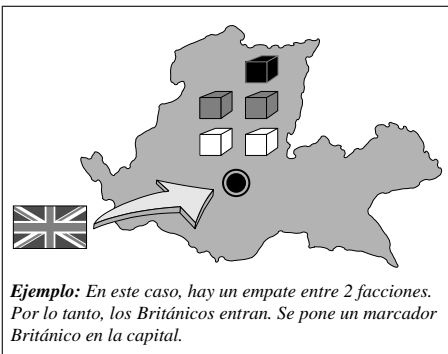 Ejemplo: En este caso, hay un empate entre 2 facciones.
Por lo tanto, los Británicos entran. Se pone un marcador
Británico en la capital.